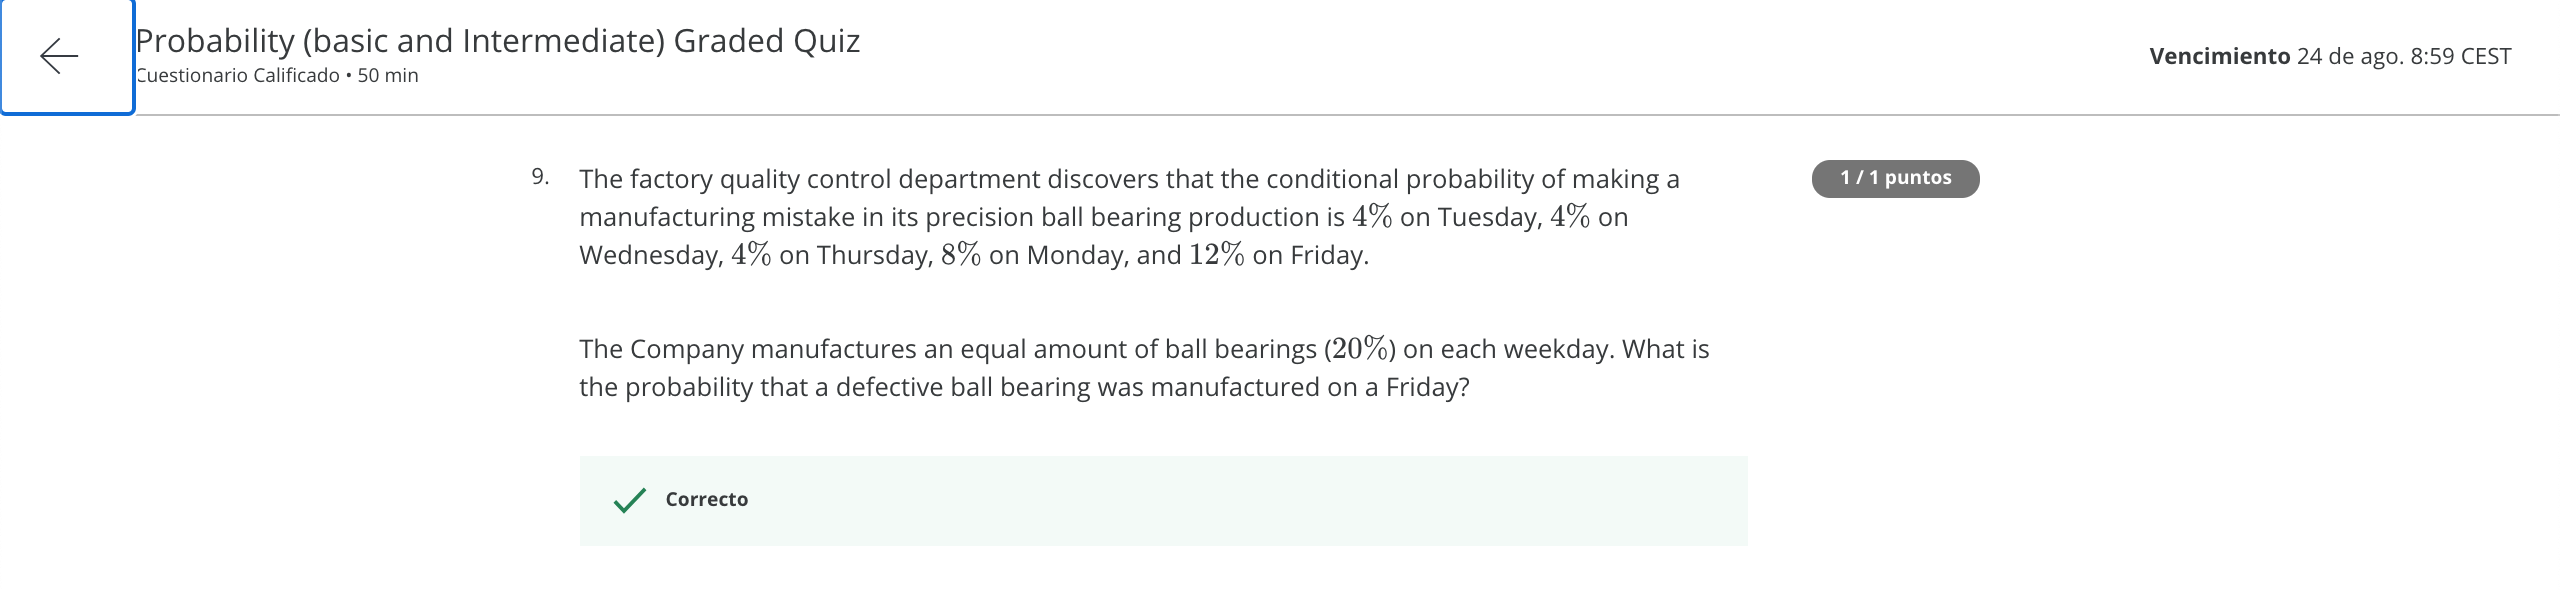 Probability (basic and Intermediate) Graded Quiz
Cuestionario Calificado • 50 min
Vencimiento 24 de ago. 8:59 CEST
9. The factory quality control department discovers that the conditional probability of making a
1 / 1 puntos
manufacturing mistake in its precision ball bearing production is 4% on Tuesday, 4% on
Wednesday, 4% on Thursday, 8% on Monday, and 12% on Friday.
The Company manufactures an equal amount of ball bearings (20%) on each weekday. What is
the probability that a defective ball bearing was manufactured on a Friday?
Correcto